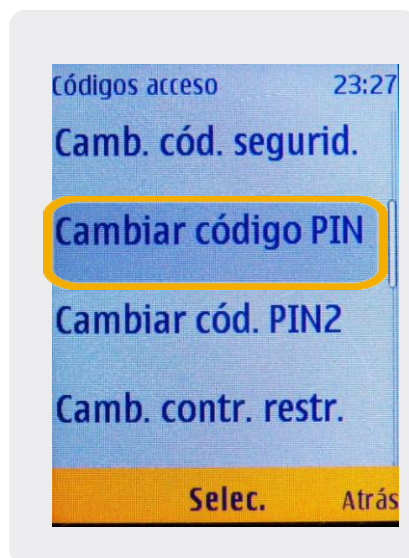 Códigos acceso 23:27
Camb. cód. segurid.
Cambiar código PIN
Cambiar cód. PIN2
Camb. contr. restr.
Selec. Atrás